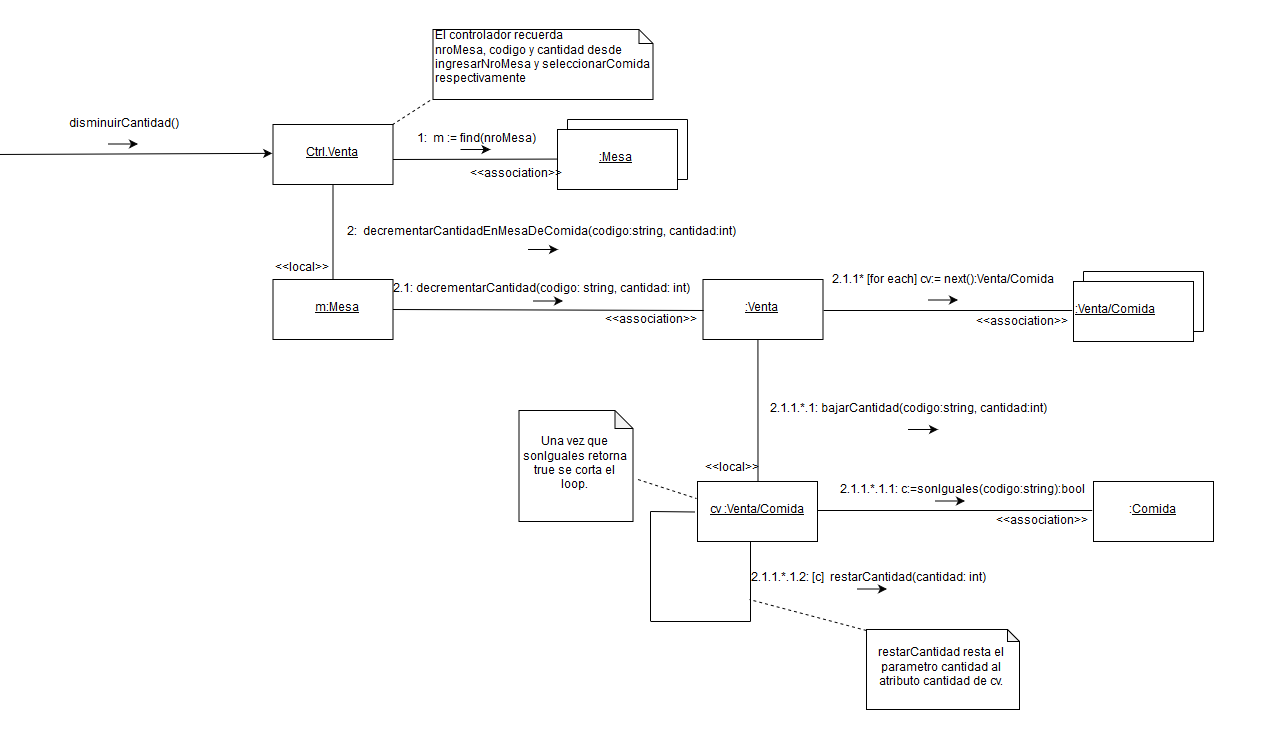 El controlador recuerda
nroMesa, codigo y cantidad desde
ingresarNroMesa y seleccionarComida
respectivamente
disminuirCantidad()
Ctrl.Venta
1: m := find(nroMesa)
:Mesa
<<association>>
2: decrementarCantidadEnMesaDeComida(codigo:string, cantidad:int)
<<local>>
m:Mesa
2.1: decrementarCantidad(codigo: string, cantidad: int)
<<association>>
:Venta
2.1.1* [for each] cv:= next():Venta/Comida
<<association>>
:Venta/Comida
2.1.1.*.1: bajarCantidad(codigo:string, cantidad:int)
Una vez que
sonIguales retorna
true se corta el
loop.
<<local>>
cv :Venta/Comida
2.1.1.*.1.1: c:=sonIguales(codigo:string):bool
<<association>>
:Comida
2.1.1.*.1.2: [c] restarCantidad(cantidad: int)
restarCantidad resta el
parametro cantidad al
atributo cantidad de cv.